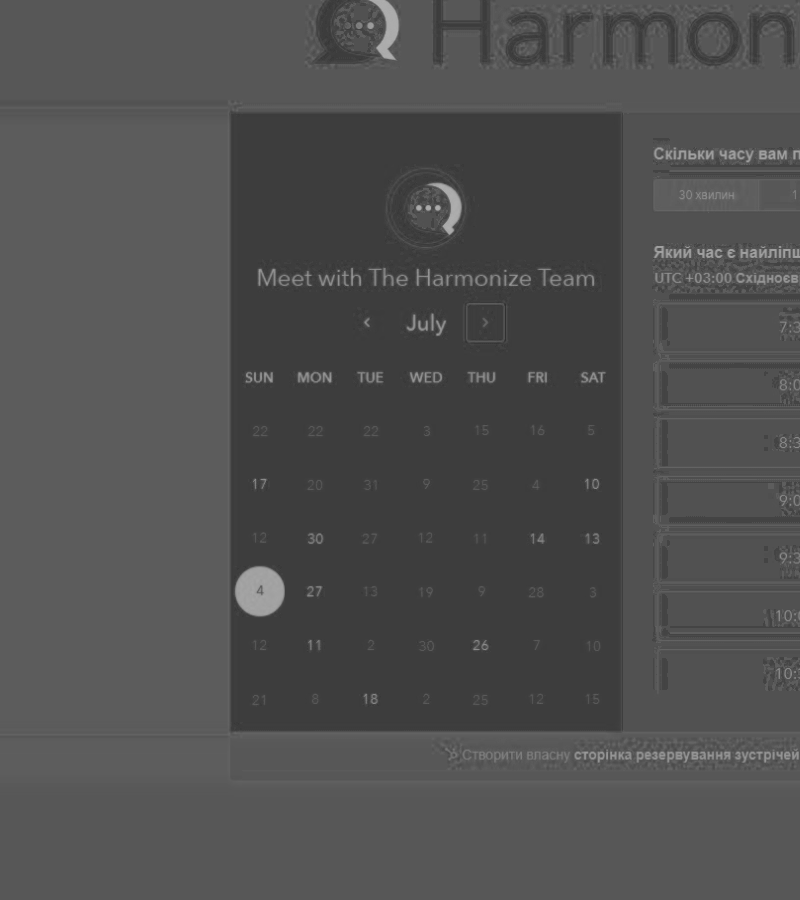 Harmon
Скільки часу вам п
30 хвилин 1
Який час є найліпш
UTC +03:00 Східноєв
Meet with The Harmonize Team
July
SUN MON TUE WED THU FRI SAT
22 22 22 3 15 16 5
17 20 31 9 25 4 10
12 30 27 12 11 14 13
4 27 13 19 9 28 3
12 11 2 30 26 7 10
21 8 18 2 25 12 15
7:3
8:0
8:3
9:0
9:3
10:0
10:3
Створити власну сторінка резервування зустрічей